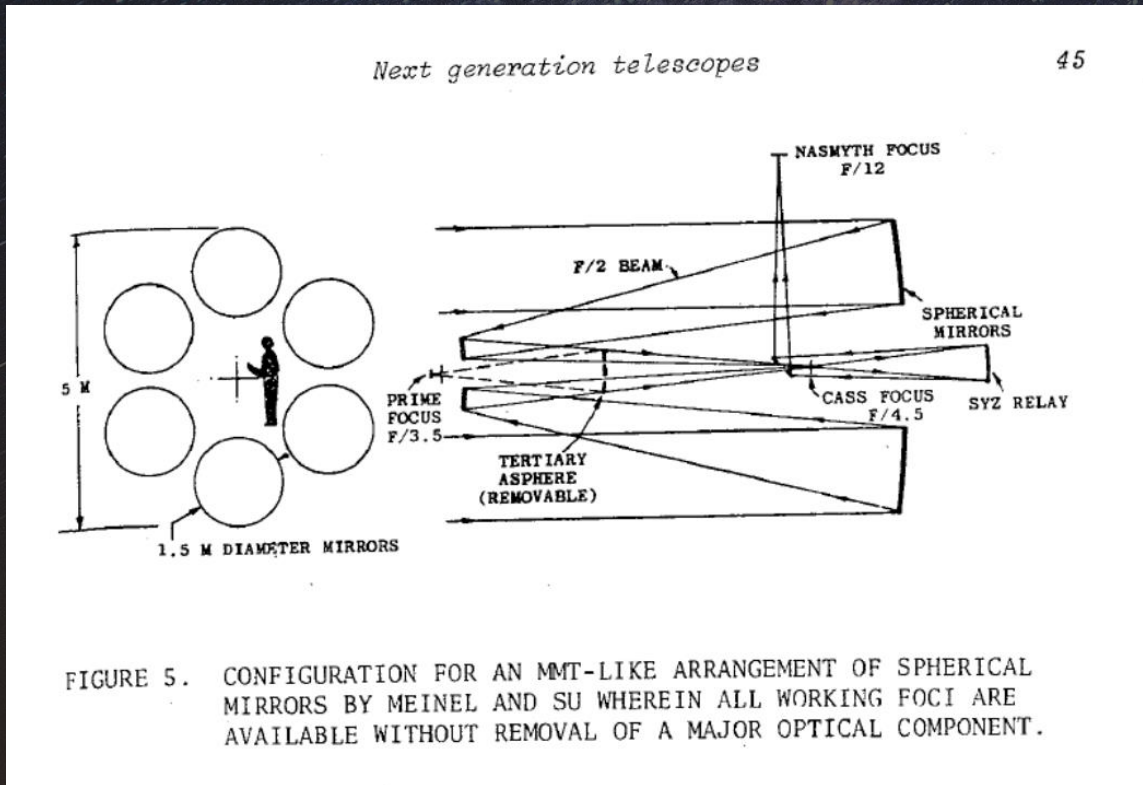 Next generation telescopes
45
NASMYTH FOCUS
F/12
F/2 BEAM
SPHERICAL
MIRRORS
5 M
PRIME
FOCUS
F/3.5
CASS FOCUS
F/4.5
SYZ RELAY
TERTIARY
ASPHERE
(REMOVABLE)
1.5 M DIAMETER MIRRORS
FIGURE 5. CONFIGURATION FOR AN MMT-LIKE ARRANGEMENT OF SPHERICAL
MIRRORS BY MEINEL AND SU WHEREIN ALL WORKING FOCI ARE
AVAILABLE WITHOUT REMOVAL OF A MAJOR OPTICAL COMPONENT.